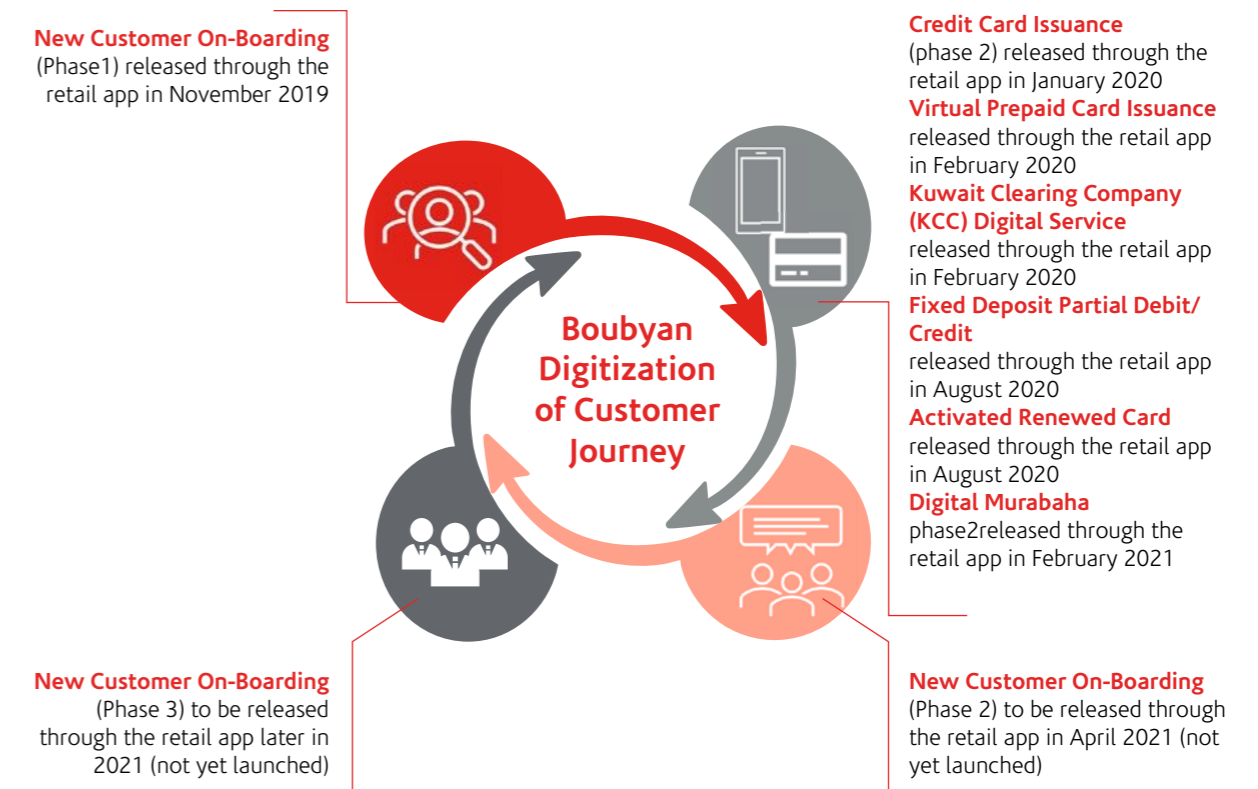 New Customer On-Boarding
(Phase1) released through the
retail app in November 2019
Credit Card Issuance
(phase 2) released through the
retail app in January 2020
Virtual Prepaid Card Issuance
released through the retail app
in February 2020
Kuwait Clearing Company
(KCC) Digital Service
released through the retail app
in February 2020
Fixed Deposit Partial Debit/
Credit
released through the retail app
in August 2020
Activated Renewed Card
released through the retail app
in August 2020
Digital Murabaha
phase2released through the
retail app in February 2021
Boubyan
Digitization
of Customer
Journey
New Customer On-Boarding
(Phase 3) to be released
through the retail app later in
2021 (not yet launched)
New Customer On-Boarding
(Phase 2) to be released through
the retail app in April 2021 (not
yet launched)